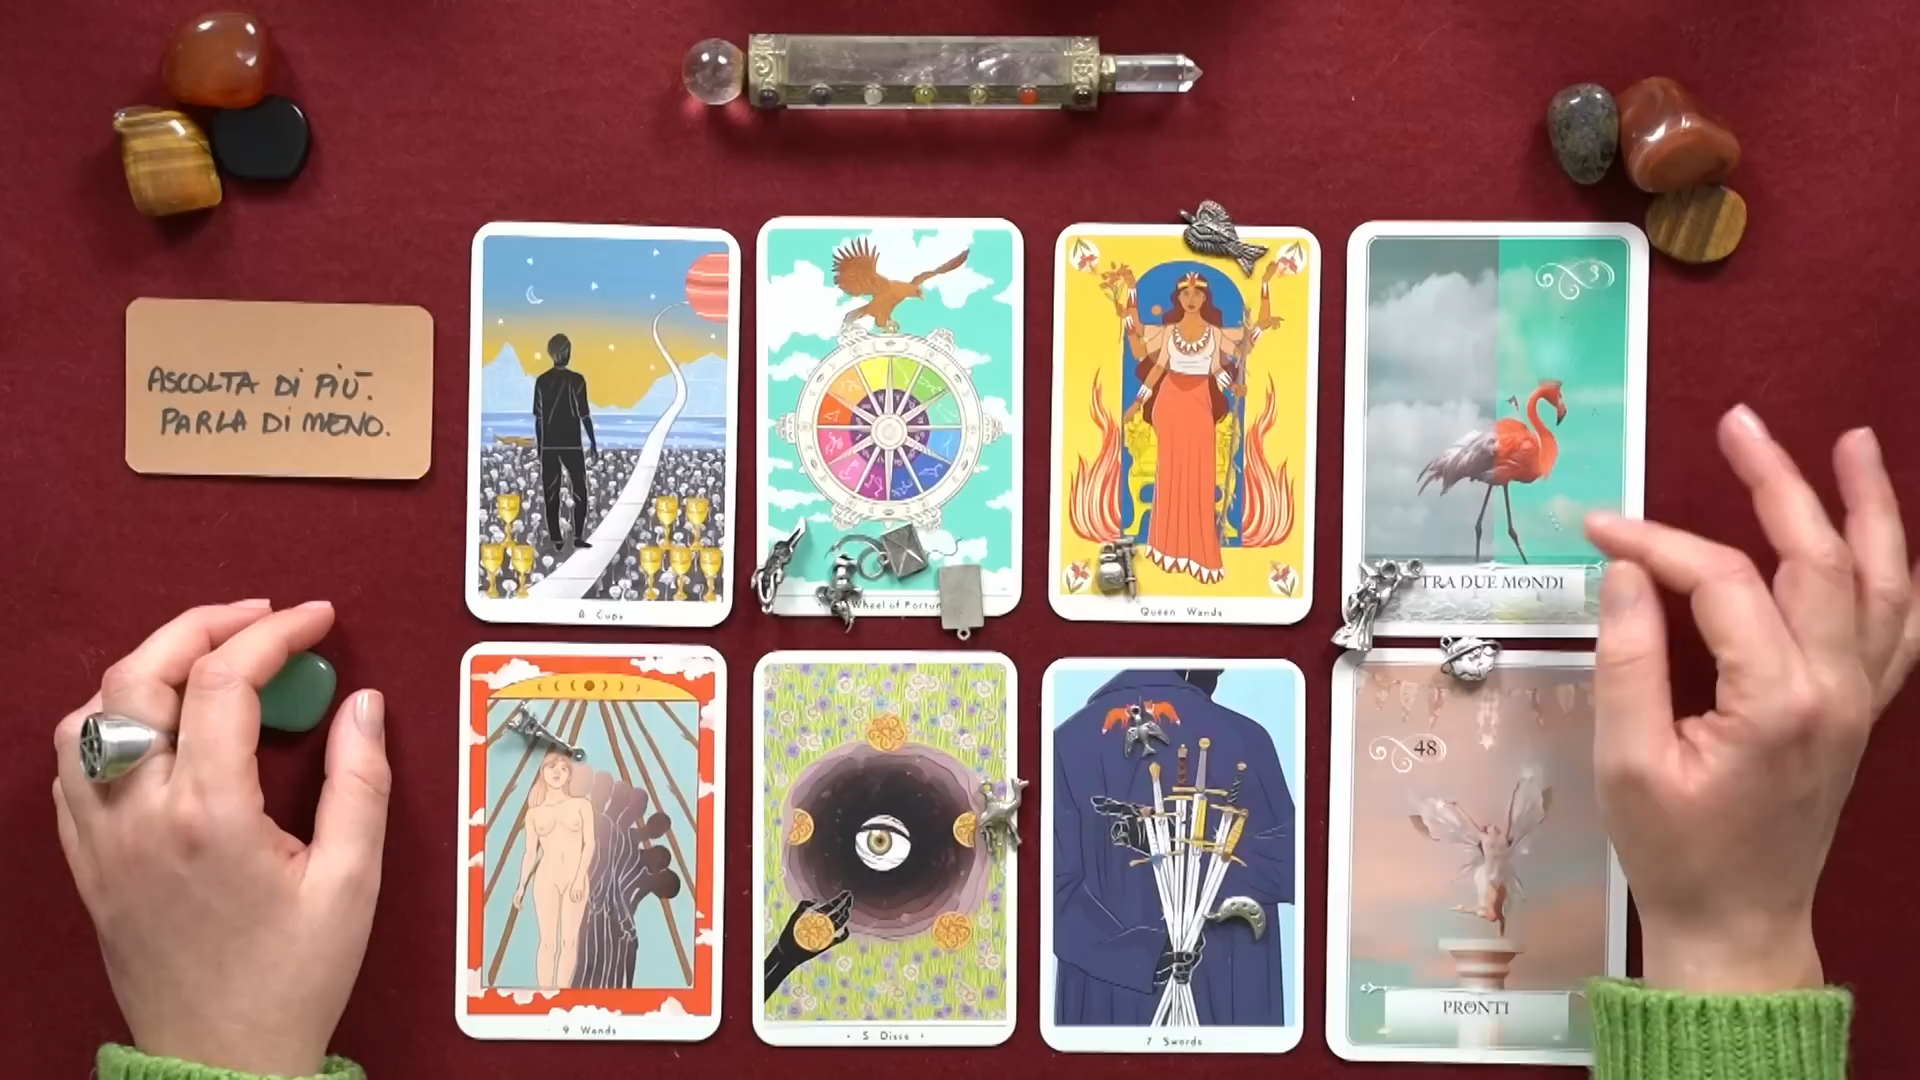 ASCOLTA DI PIÙ.
PARLA DI MENO.
8 Cups
Wheel of Fortun
Queen Wands
3
TRA DUE MONDI
9 Wands
5 Discs
7 Swords
48
PRONTI